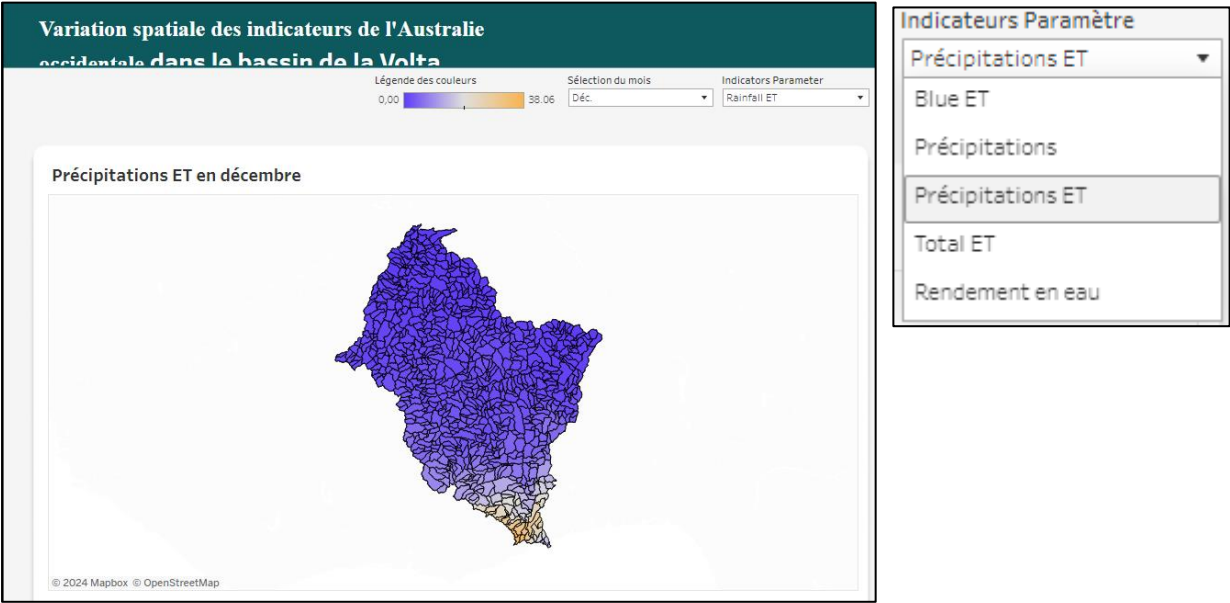 Variation spatiale des indicateurs de l'Australie
occidentale dans le bassin de la Volta
Légende des couleurs
0,00
38.06
Sélection du mois
Déc.
Indicators Parameter
Rainfall ET
Précipitations ET en décembre
© 2024 Mapbox © OpenStreetMap
Indicateurs Paramètre
Précipitations ET
Blue ET
Précipitations
Précipitations ET
Total ET
Rendement en eau